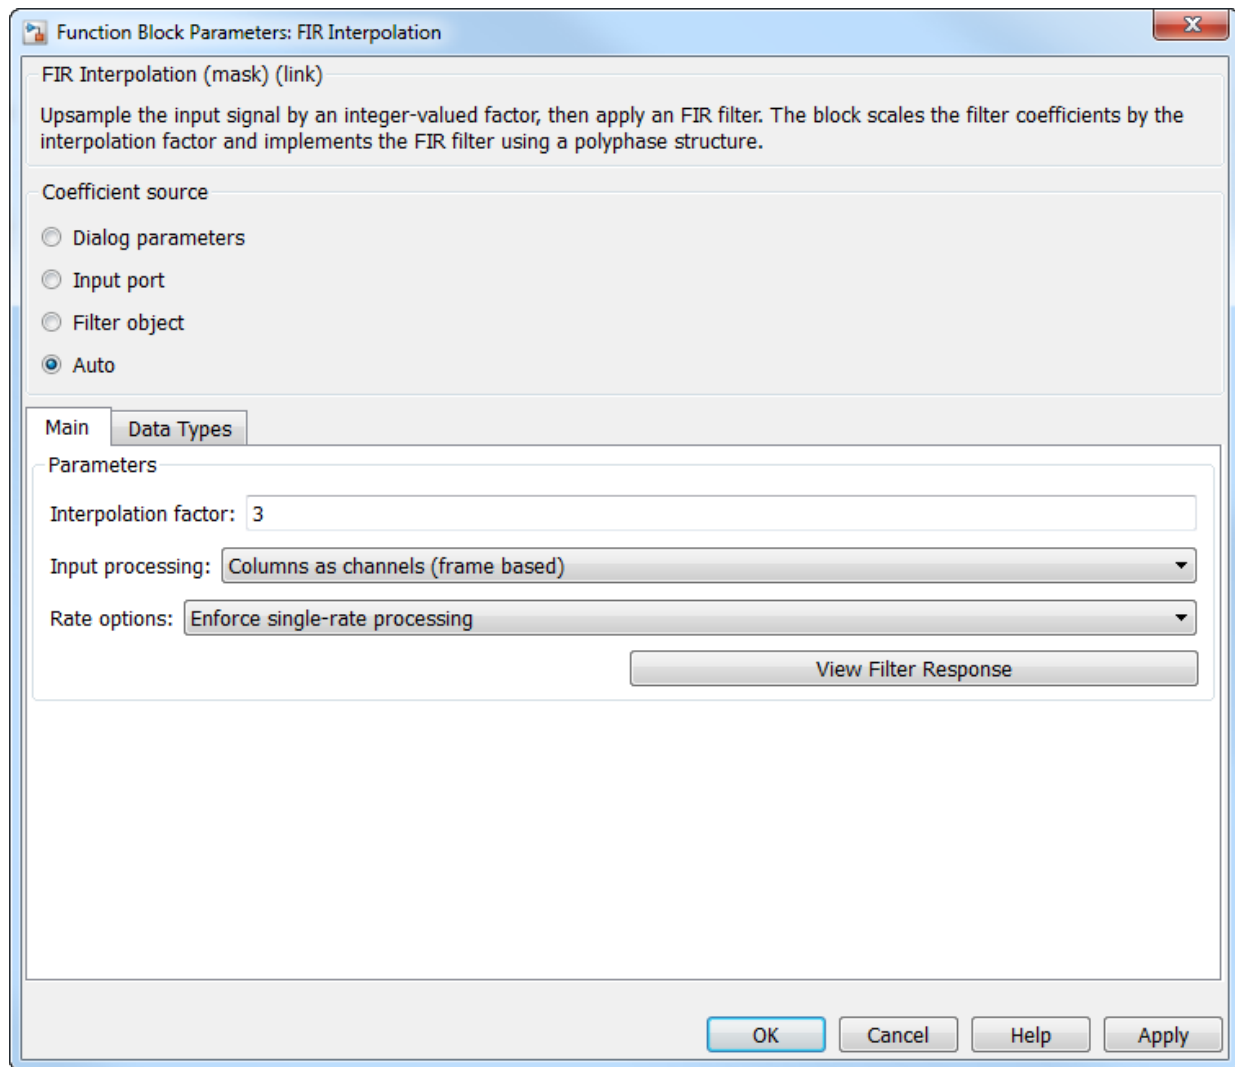 Function Block Parameters: FIR Interpolation
FIR Interpolation (mask) (link)
Upsample the input signal by an integer-valued factor, then apply an FIR filter. The block scales the filter coefficients by the
interpolation factor and implements the FIR filter using a polyphase structure.
Coefficient source
Dialog parameters
Input port
Filter object
Auto
Main Data Types
Parameters
Interpolation factor: 3
Input processing: Columns as channels (frame based)
Rate options: Enforce single-rate processing
View Filter Response
OK Cancel Help Apply